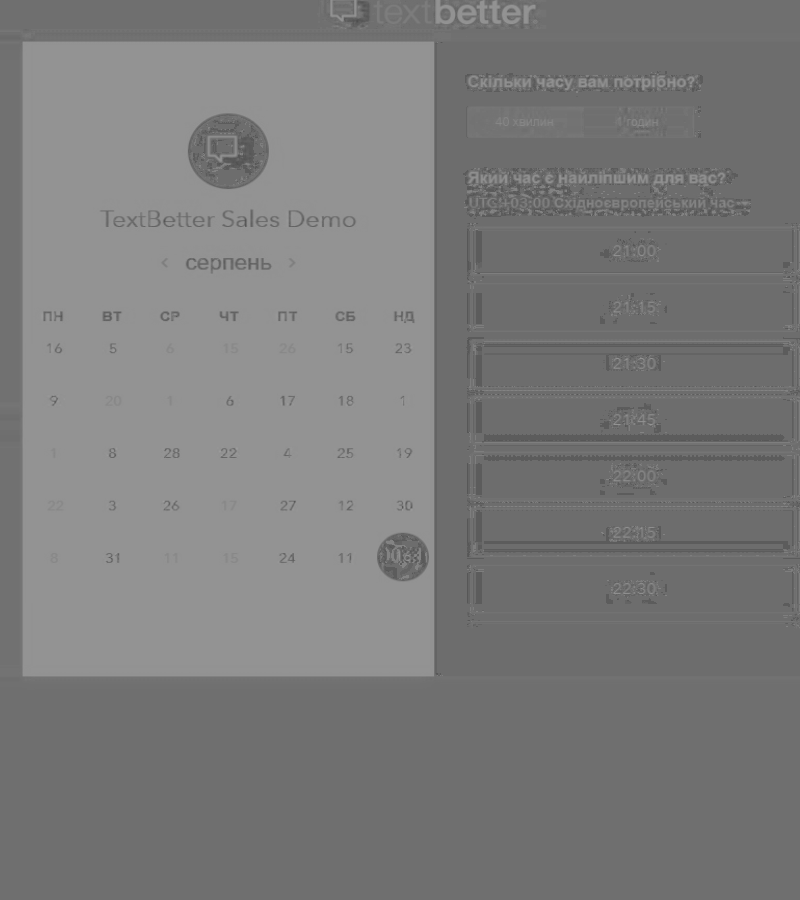 textbetter
TextBetter Sales Demo
< серпень >
ПН ВТ СР ЧТ ПТ СБ НД
16 5 6 15 26 15 23
9 20 1 6 17 18 1
1 8 28 22 4 25 19
22 3 26 17 27 12 30
8 31 11 15 24 11
Скільки часу вам потрібно?
40 хвилин 1 годин
Який час є найліпшим для вас?
UTC+03:00 Східноєвропейський час
21:00
21:15
21:30
21:45
22:00
22:15
22:30